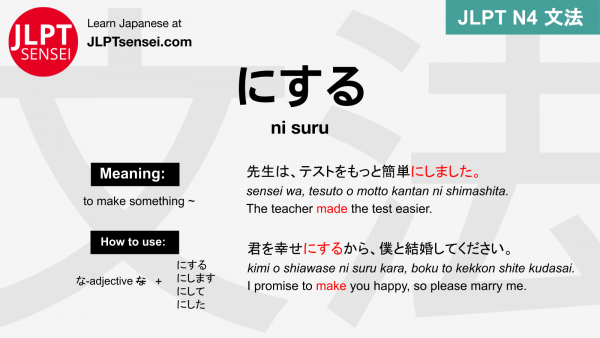 JLPT
SENSEI
Learn Japanese at
JLPTsensei.com
JLPT N4 文法
文法
にする
ni suru
Meaning:
to make something ~
How to use:
な-adjective な +
にする
にします
にして
にした
先生は、テストをもっと簡単にしました。
sensei wa, tesuto o motto kantan ni shimashita.
The teacher made the test easier.
君を幸せにするから、僕と結婚してください。
kimi o shiawase ni suru kara, boku to kekkon shite kudasai.
I promise to make you happy, so please marry me.